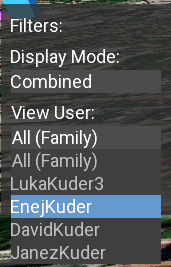 Filters:
Display Mode:
Combined
View User:
All (Family)
All (Family)
LukaKuder3
EnejKuder
DavidKuder
JanezKuder